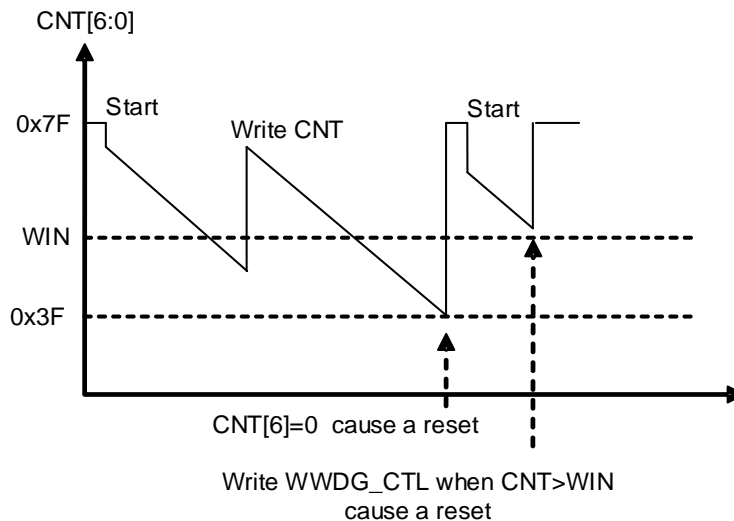 CNT[6:0]
Start
Start
0x7F
Write CNT
WIN
0x3F
CNT[6]=0 cause a reset
Write WWDG_CTL when CNT>WIN
cause a reset